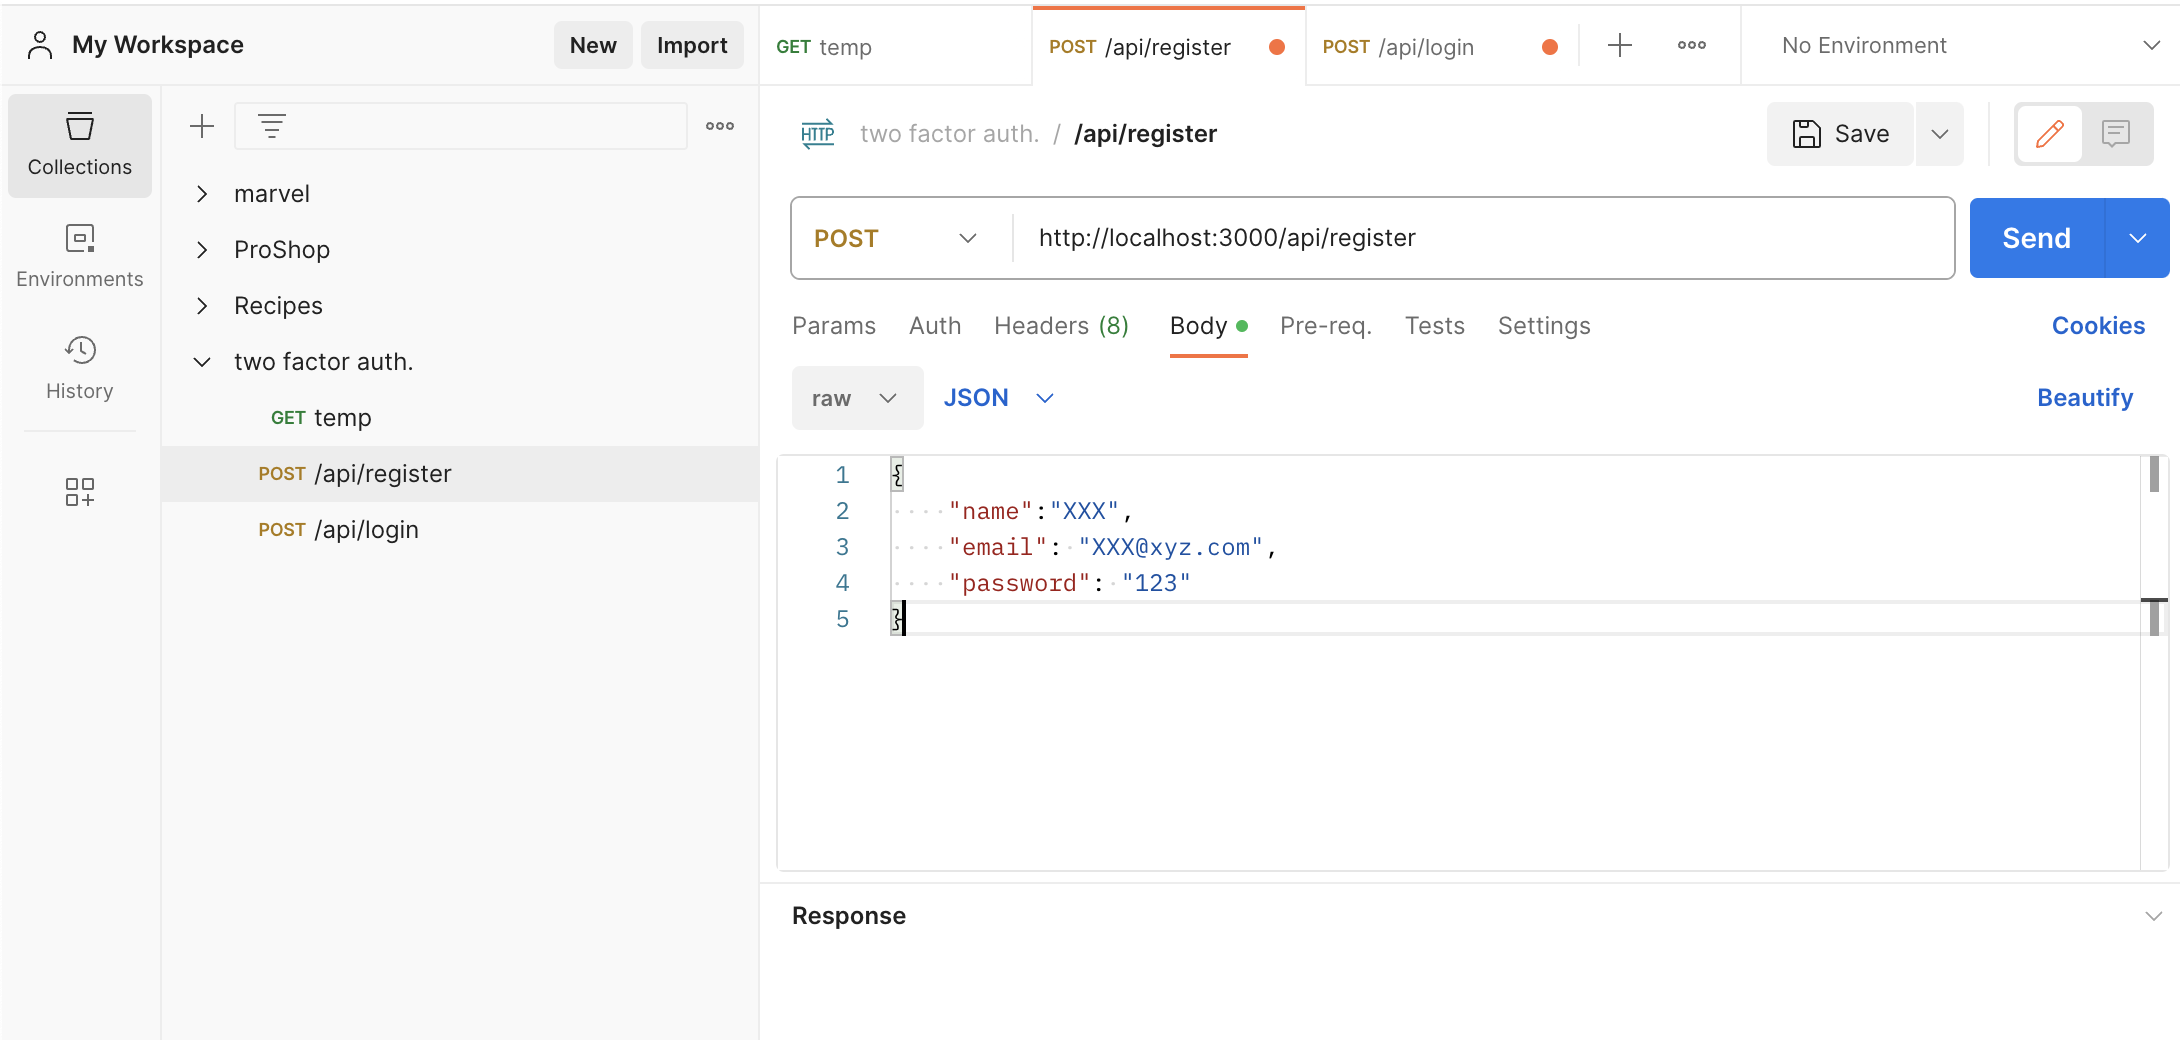 My Workspace
New
Import
GET temp
POST /api/register
POST /api/login
No Environment
Collections
Environments
History
marvel
ProShop
Recipes
two factor auth.
GET temp
POST /api/register
POST /api/login
HTTP two factor auth. / /api/register
Save
POST
http://localhost:3000/api/register
Send
Params Auth Headers (8) Body Pre-req. Tests Settings
Cookies
raw
JSON
Beautify
1 {
2 "name":"XXX",
3 "email": "XXX@xyz.com",
4 "password": "123"
5 }
Response